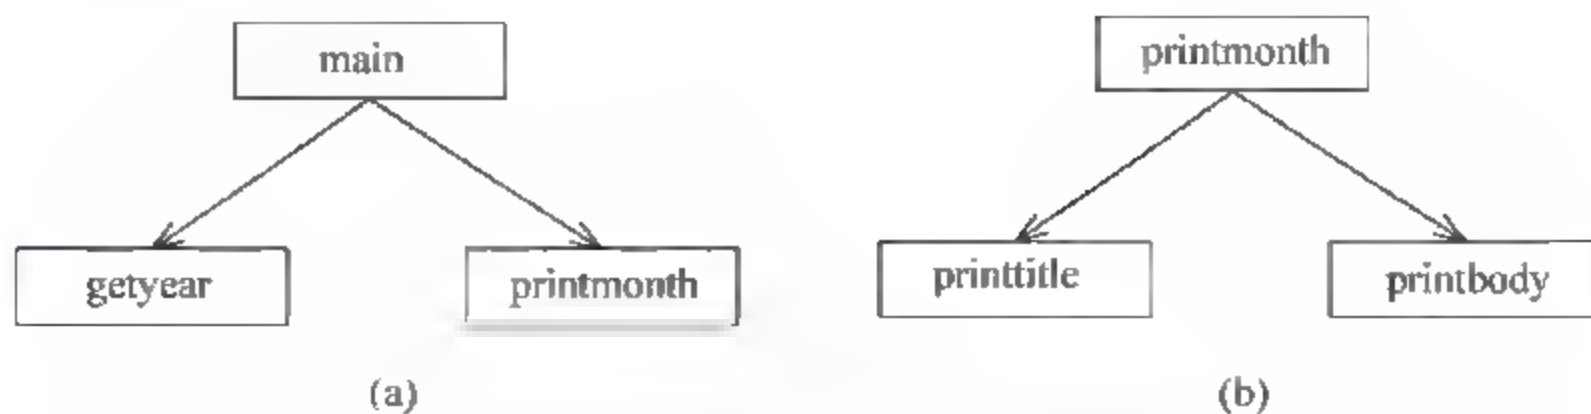 main
getyear
printmonth
(a)
printmonth
printtitle
printbody
(b)